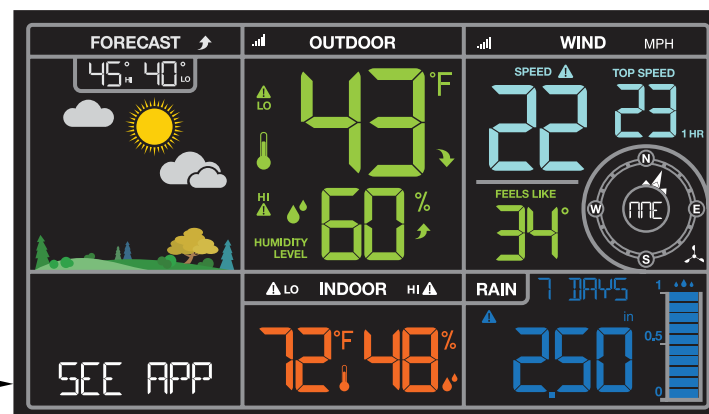 FORECAST
45° HI 40° LO
SEE APP
OUTDOOR
LO
43 °F
HI
60 %
HUMIDITY
LEVEL
WIND MPH
SPEED
22
TOP SPEED
23 1 HR
FEELS LIKE
34°
N
W NNE E
S
LO INDOOR HI
72 °F 48 %
RAIN 7 DAYS
in
2.50
1
0.5
0